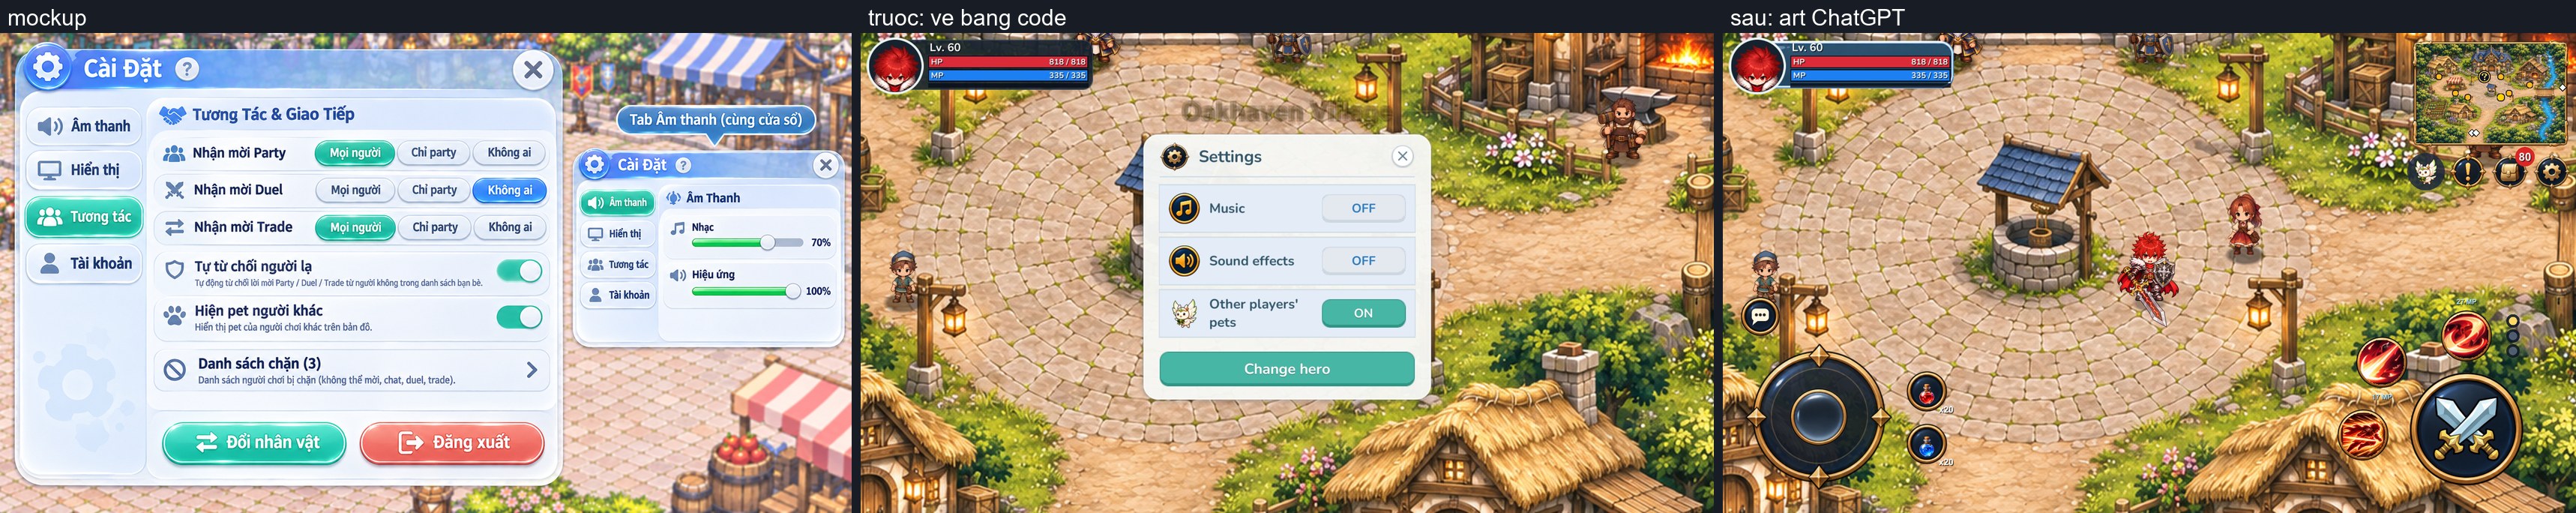 mockup
Cài Đặt ?
Âm thanh
Hiển thị
Tương tác
Tài khoản
Tương Tác & Giao Tiếp
Nhận mời Party Mọi người Chỉ party Không ai
Nhận mời Duel Mọi người Chỉ party Không ai
Nhận mời Trade Mọi người Chỉ party Không ai
Tự từ chối người lạ
Tự động từ chối lời mời Party / Duel / Trade từ người không trong danh sách bạn bè.
Hiện pet người khác
Hiển thị pet của người chơi khác trên bản đồ.
Danh sách chặn (3)
Danh sách người chơi bị chặn (không thể mời, chat, duel, trade).
Đổi nhân vật
Đăng xuất
Tab Âm thanh (cùng cửa sổ)
Cài Đặt ?
Âm thanh
Hiển thị
Tương tác
Tài khoản
Âm Thanh
Nhạc
70%
Hiệu ứng
100%
truoc: ve bang code
Lv. 60
HP 818 / 818
MP 335 / 335
Settings
Music OFF
Sound effects OFF
Other players'
pets
ON
Change hero
sau: art ChatGPT
Lv. 60
HP 818 / 818
MP 335 / 335
80
x20
x20